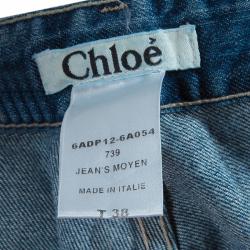 Chloé
6ADP12-6A054
739
JEAN'S MOYEN
MADE IN ITALIE
T 38